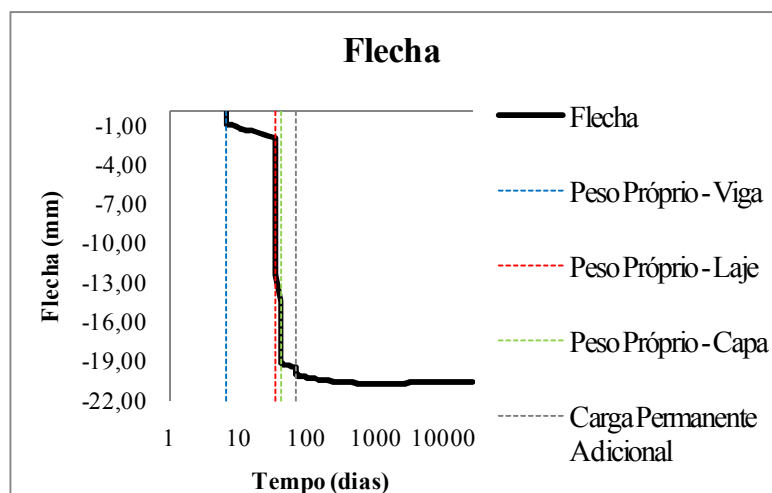 Flecha
Flecha (mm)
-1,00
-4,00
-7,00
-10,00
-13,00
-16,00
-19,00
-22,00
1 10 100 1000 10000
Tempo (dias)
Flecha
Peso Próprio - Viga
Peso Próprio - Laje
Peso Próprio - Capa
Carga Permanente
Adicional